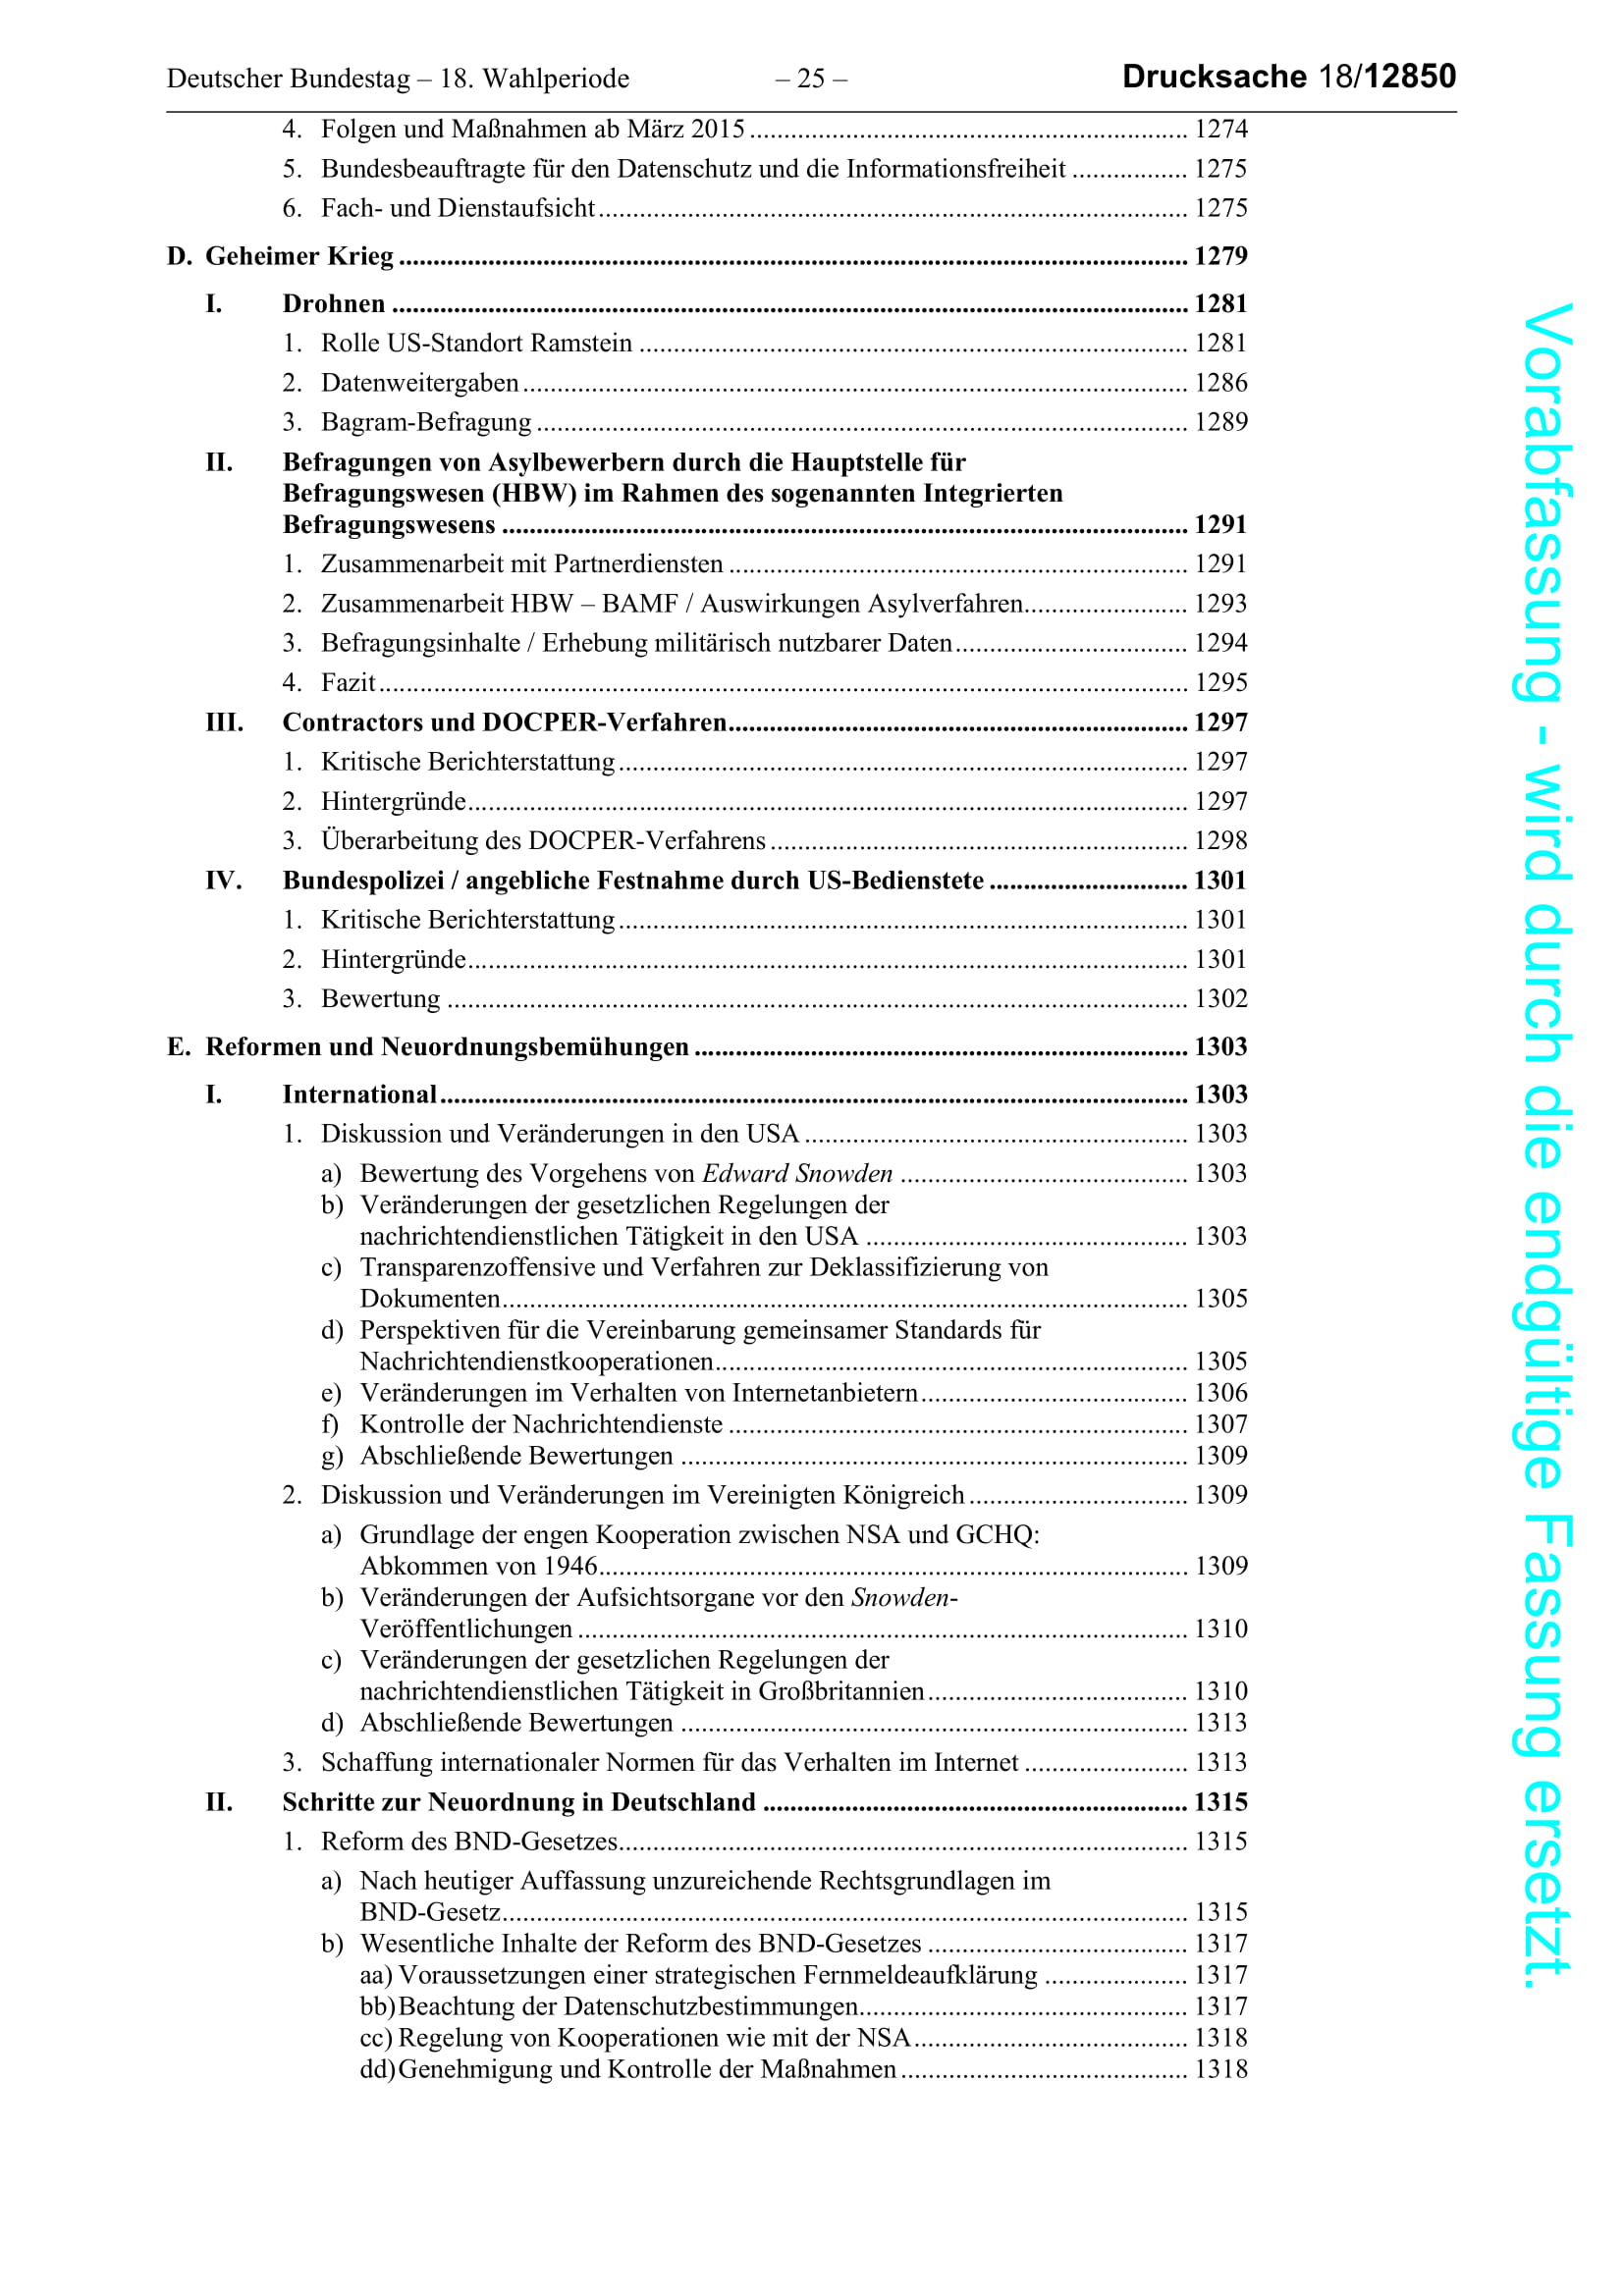 Deutscher Bundestag – 18. Wahlperiode – 25 – Drucksache 18/12850
4. Folgen und Maßnahmen ab März 2015 ........ 1274
5. Bundesbeauftragte für den Datenschutz und die Informationsfreiheit ........ 1275
6. Fach- und Dienstaufsicht ........ 1275
D. Geheimer Krieg ........ 1279
I. Drohnen ........ 1281
1. Rolle US-Standort Ramstein ........ 1281
2. Datenweitergaben ........ 1286
3. Bagram-Befragung ........ 1289
II. Befragungen von Asylbewerbern durch die Hauptstelle für
Befragungswesen (HBW) im Rahmen des sogenannten Integrierten
Befragungswesens ........ 1291
1. Zusammenarbeit mit Partnerdiensten ........ 1291
2. Zusammenarbeit HBW – BAMF / Auswirkungen Asylverfahren ........ 1293
3. Befragungsinhalte / Erhebung militärisch nutzbarer Daten ........ 1294
4. Fazit ........ 1295
III. Contractors und DOCPER-Verfahren ........ 1297
1. Kritische Berichterstattung ........ 1297
2. Hintergründe ........ 1297
3. Überarbeitung des DOCPER-Verfahrens ........ 1298
IV. Bundespolizei / angebliche Festnahme durch US-Bedienstete ........ 1301
1. Kritische Berichterstattung ........ 1301
2. Hintergründe ........ 1301
3. Bewertung ........ 1302
E. Reformen und Neuordnungsbemühungen ........ 1303
I. International ........ 1303
1. Diskussion und Veränderungen in den USA ........ 1303
a) Bewertung des Vorgehens von Edward Snowden ........ 1303
b) Veränderungen der gesetzlichen Regelungen der
nachrichtendienstlichen Tätigkeit in den USA ........ 1303
c) Transparenzoffensive und Verfahren zur Deklassifizierung von
Dokumenten ........ 1305
d) Perspektiven für die Vereinbarung gemeinsamer Standards für
Nachrichtendienstkooperationen ........ 1305
e) Veränderungen im Verhalten von Internetanbietern ........ 1306
f) Kontrolle der Nachrichtendienste ........ 1307
g) Abschließende Bewertungen ........ 1309
2. Diskussion und Veränderungen im Vereinigten Königreich ........ 1309
a) Grundlage der engen Kooperation zwischen NSA und GCHQ:
Abkommen von 1946 ........ 1309
b) Veränderungen der Aufsichtsorgane vor den Snowden-
Veröffentlichungen ........ 1310
c) Veränderungen der gesetzlichen Regelungen der
nachrichtendienstlichen Tätigkeit in Großbritannien ........ 1310
d) Abschließende Bewertungen ........ 1313
3. Schaffung internationaler Normen für das Verhalten im Internet ........ 1313
II. Schritte zur Neuordnung in Deutschland ........ 1315
1. Reform des BND-Gesetzes ........ 1315
a) Nach heutiger Auffassung unzureichende Rechtsgrundlagen im
BND-Gesetz ........ 1315
b) Wesentliche Inhalte der Reform des BND-Gesetzes ........ 1317
aa) Voraussetzungen einer strategischen Fernmeldeaufklärung ........ 1317
bb) Beachtung der Datenschutzbestimmungen ........ 1317
cc) Regelung von Kooperationen wie mit der NSA ........ 1318
dd) Genehmigung und Kontrolle der Maßnahmen ........ 1318
Vorabfassung - wird durch die endgültige Fassung ersetzt.